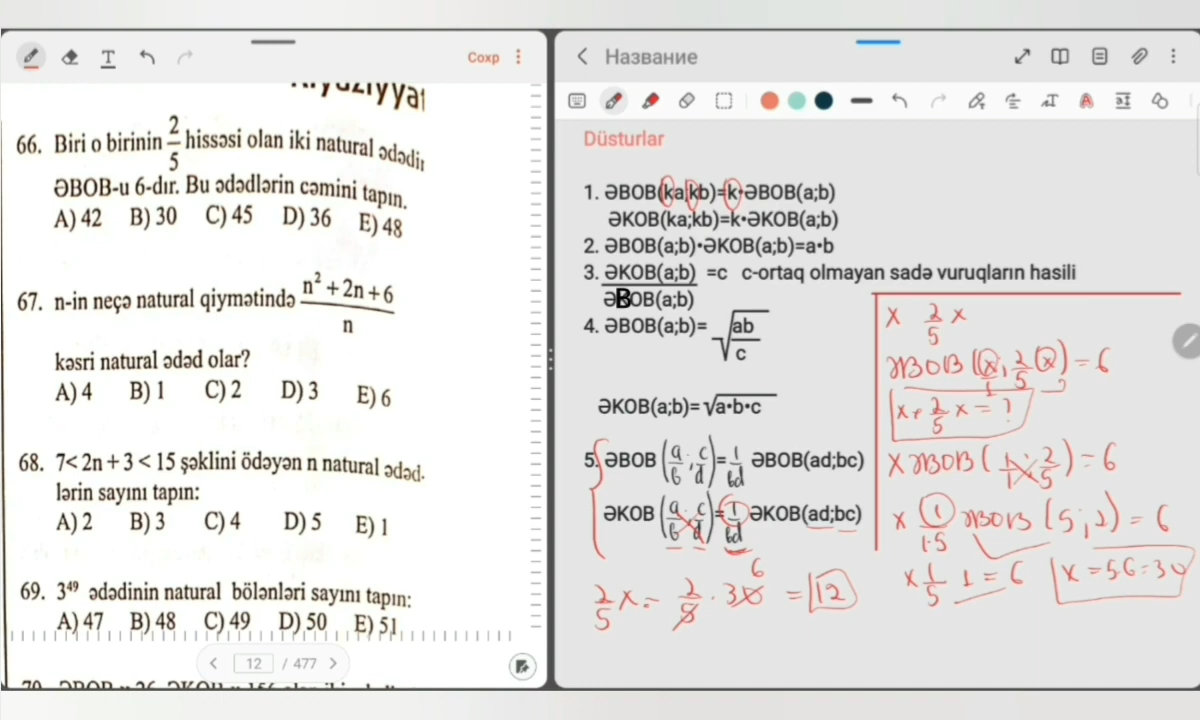 Сохр
66. Biri o birinin 2/5 hissəsi olan iki natural ədədin
ƏBOB-u 6-dır. Bu ədədlərin cəmini tapın.
A) 42 B) 30 C) 45 D) 36 E) 48
67. n-in neçə natural qiymətində (n² + 2n + 6)/n
kəsri natural ədəd olar?
A) 4 B) 1 C) 2 D) 3 E) 6
68. 7< 2n + 3 < 15 şəklini ödəyən n natural ədəd.
lərin sayını tapın:
A) 2 B) 3 C) 4 D) 5 E) 1
69. 3⁴⁹ ədədinin natural bölənləri sayını tapın:
A) 47 B) 48 C) 49 D) 50 E) 51
12 / 477
Название
Düsturlar
1. ƏBOB(ka;kb)=k•ƏBOB(a;b)
ƏKOB(ka;kb)=k•ƏKOB(a;b)
2. ƏBOB(a;b)•ƏKOB(a;b)=a•b
3. ƏKOB(a;b)/ƏBOB(a;b) =c c-ortaq olmayan sadə vuruqların hasili
4. ƏBOB(a;b)= √(ab/c)
ƏKOB(a;b)=√a•b•c
5. ƏBOB (a/b ; c/d) = 1/bd ƏBOB(ad;bc)
ƏKOB (a/b ; c/d) = 1/bd ƏKOB(ad;bc)
2/5 x = 2/5 · 30 6 = 12
x 2/5 x
ƏBOB (x/1 ; 2/5 x) = 6
x + 2/5 x = ?
x ƏBOB (1/1 ; 2/5) = 6
x 1/1·5 ƏBOB (5 ; 2) = 6
x 1/5 1 = 6 x = 5·6 = 30